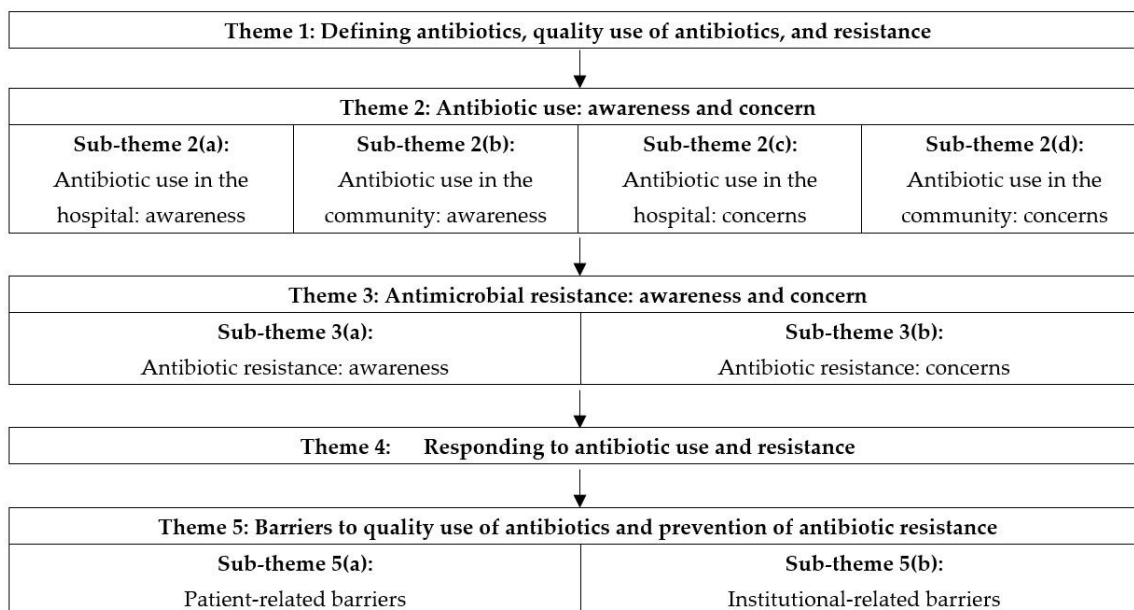 Theme 1: Defining antibiotics, quality use of antibiotics, and resistance
Theme 2: Antibiotic use: awareness and concern
Sub-theme 2(a):
Antibiotic use in the
hospital: awareness
Sub-theme 2(b):
Antibiotic use in the
community: awareness
Sub-theme 2(c):
Antibiotic use in the
hospital: concerns
Sub-theme 2(d):
Antibiotic use in the
community: concerns
Theme 3: Antimicrobial resistance: awareness and concern
Sub-theme 3(a):
Antibiotic resistance: awareness
Sub-theme 3(b):
Antibiotic resistance: concerns
Theme 4: Responding to antibiotic use and resistance
Theme 5: Barriers to quality use of antibiotics and prevention of antibiotic resistance
Sub-theme 5(a):
Patient-related barriers
Sub-theme 5(b):
Institutional-related barriers